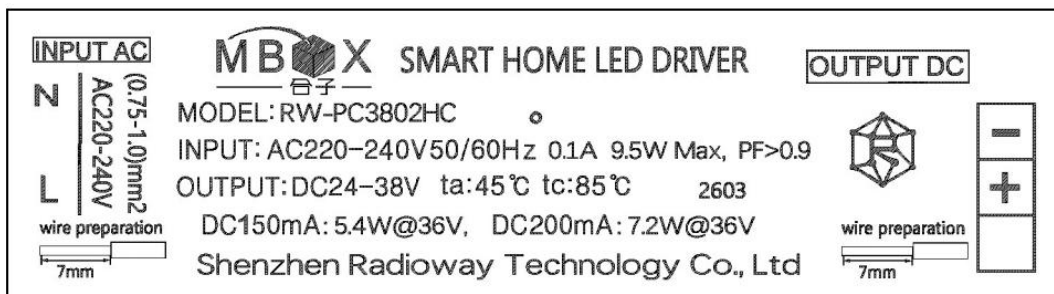 INPUT AC
N
L
AC220-240V
(0.75-1.0)mm2
wire preparation
7mm
MBOX
合子
SMART HOME LED DRIVER
MODEL: RW-PC3802HC
INPUT: AC220-240V50/60Hz 0.1A 9.5W Max, PF>0.9
OUTPUT: DC24-38V ta:45℃ tc:85℃ 2603
DC150mA: 5.4W@36V, DC200mA: 7.2W@36V
Shenzhen Radioway Technology Co., Ltd
OUTPUT DC
R
-
+
wire preparation
7mm